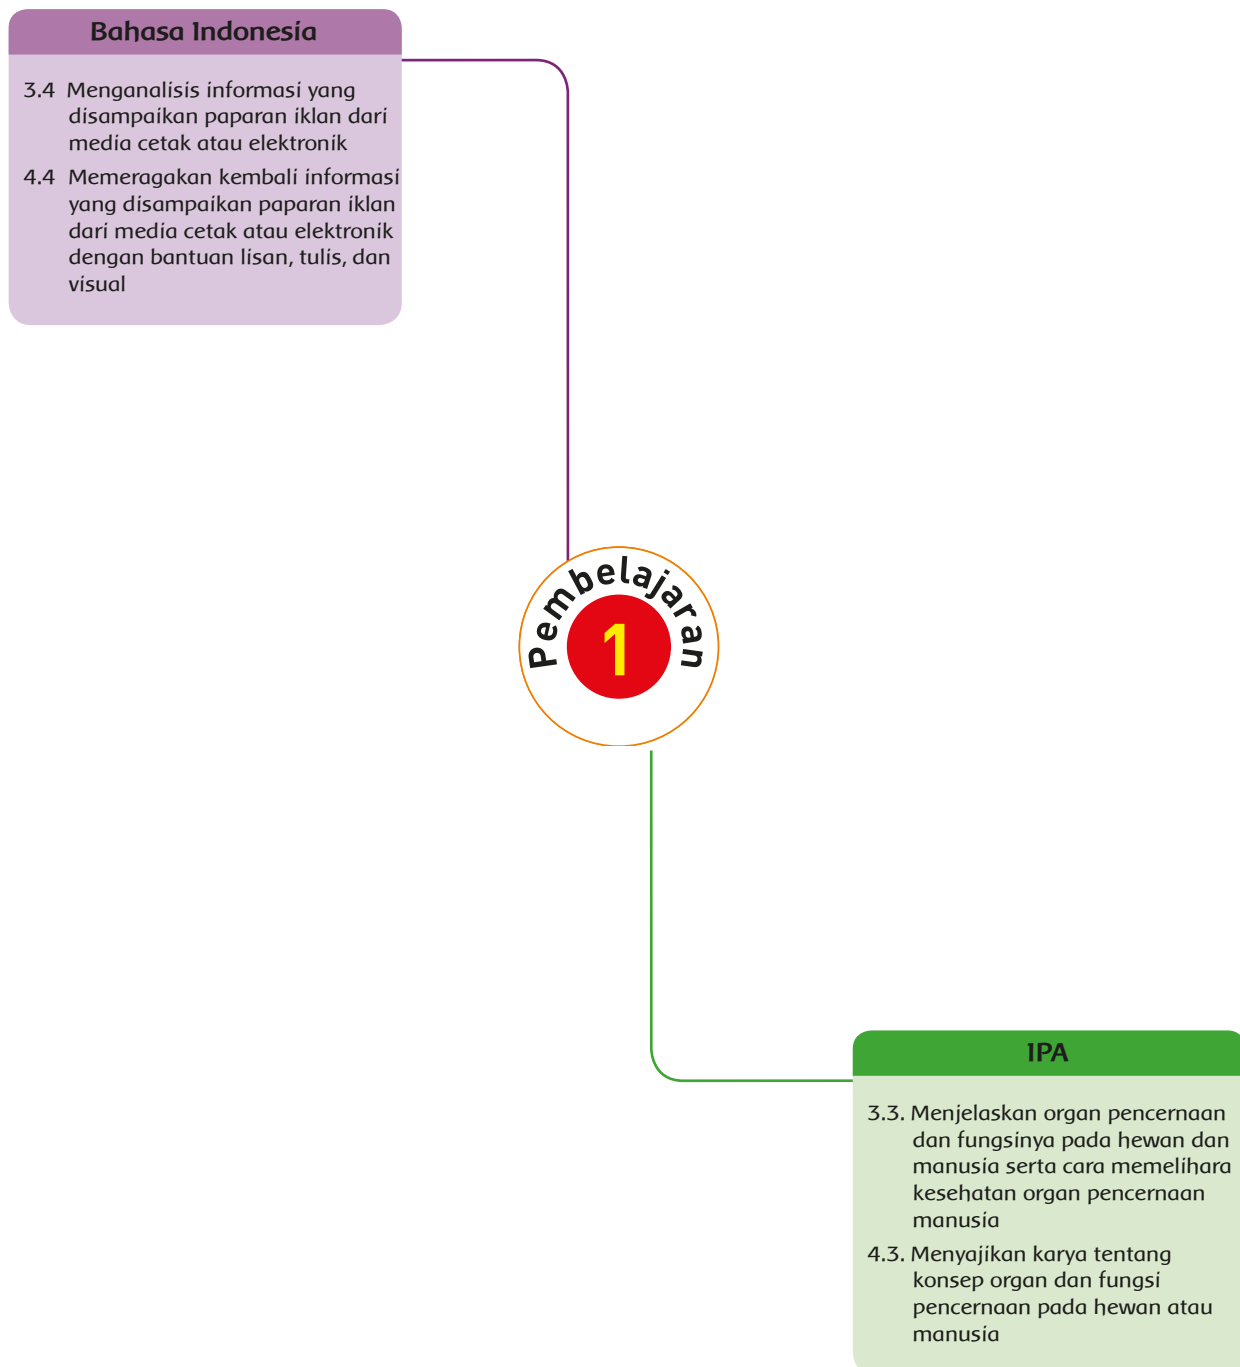 Bahasa Indonesia
3.4 Menganalisis informasi yang
disampaikan paparan iklan dari
media cetak atau elektronik
4.4 Memeragakan kembali informasi
yang disampaikan paparan iklan
dari media cetak atau elektronik
dengan bantuan lisan, tulis, dan
visual
Pembelajaran
1
IPA
3.3. Menjelaskan organ pencernaan
dan fungsinya pada hewan dan
manusia serta cara memelihara
kesehatan organ pencernaan
manusia
4.3. Menyajikan karya tentang
konsep organ dan fungsi
pencernaan pada hewan atau
manusia